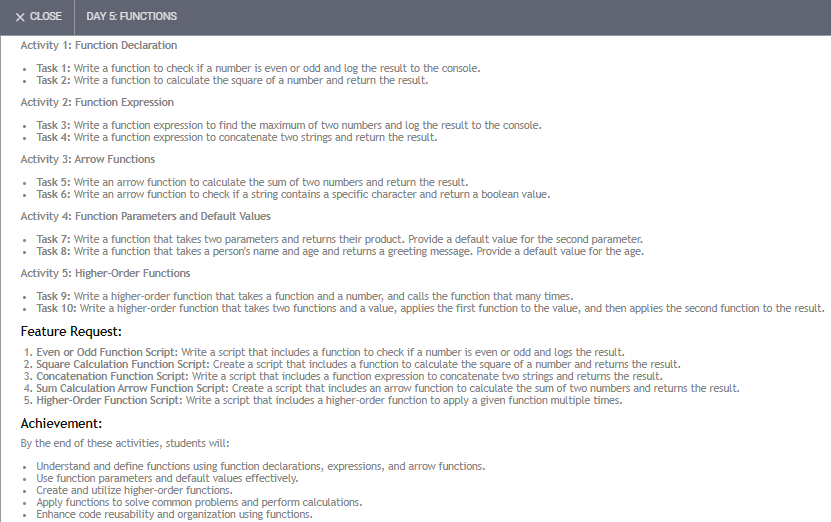 CLOSE DAY 5: FUNCTIONS
Activity 1: Function Declaration
• Task 1: Write a function to check if a number is even or odd and log the result to the console.
• Task 2: Write a function to calculate the square of a number and return the result.
Activity 2: Function Expression
• Task 3: Write a function expression to find the maximum of two numbers and log the result to the console.
• Task 4: Write a function expression to concatenate two strings and return the result.
Activity 3: Arrow Functions
• Task 5: Write an arrow function to calculate the sum of two numbers and return the result.
• Task 6: Write an arrow function to check if a string contains a specific character and return a boolean value.
Activity 4: Function Parameters and Default Values
• Task 7: Write a function that takes two parameters and returns their product. Provide a default value for the second parameter.
• Task 8: Write a function that takes a person's name and age and returns a greeting message. Provide a default value for the age.
Activity 5: Higher-Order Functions
• Task 9: Write a higher-order function that takes a function and a number, and calls the function that many times.
• Task 10: Write a higher-order function that takes two functions and a value, applies the first function to the value, and then applies the second function to the result.
Feature Request:
1. Even or Odd Function Script: Write a script that includes a function to check if a number is even or odd and logs the result.
2. Square Calculation Function Script: Create a script that includes a function to calculate the square of a number and returns the result.
3. Concatenation Function Script: Write a script that includes a function expression to concatenate two strings and returns the result.
4. Sum Calculation Arrow Function Script: Create a script that includes an arrow function to calculate the sum of two numbers and returns the result.
5. Higher-Order Function Script: Write a script that includes a higher-order function to apply a given function multiple times.
Achievement:
By the end of these activities, students will:
• Understand and define functions using function declarations, expressions, and arrow functions.
• Use function parameters and default values effectively.
• Create and utilize higher-order functions.
• Apply functions to solve common problems and perform calculations.
• Enhance code reusability and organization using functions.